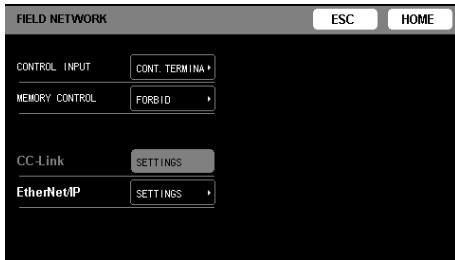 FIELD NETWORK ESC HOME
CONTROL INPUT CONT. TERMINA
MEMORY CONTROL FORBID
CC-Link SETTINGS
EtherNet/IP SETTINGS